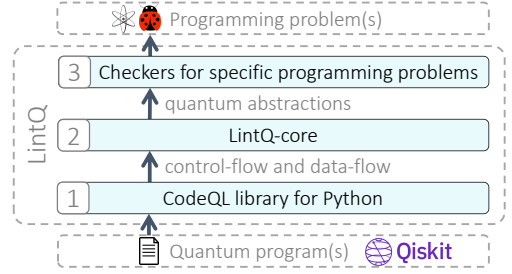 Programming problem(s)
3 Checkers for specific programming problems
quantum abstractions
LintQ
2 LintQ-core
control-flow and data-flow
1 CodeQL library for Python
Quantum program(s) Qiskit